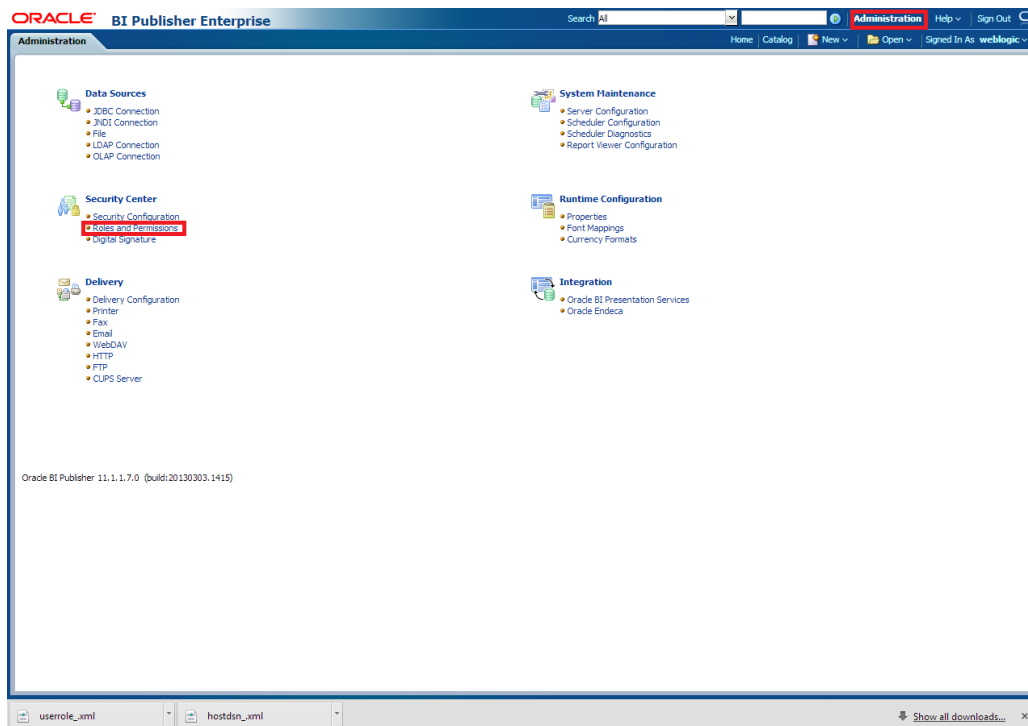 ORACLE BI Publisher Enterprise Search All Administration Help Sign Out
Administration Home Catalog New Open Signed In As weblogic
Data Sources
JDBC Connection
JNDI Connection
File
LDAP Connection
OLAP Connection
System Maintenance
Server Configuration
Scheduler Configuration
Scheduler Diagnostics
Report Viewer Configuration
Security Center
Security Configuration
Roles and Permissions
Digital Signature
Runtime Configuration
Properties
Font Mappings
Currency Formats
Delivery
Delivery Configuration
Printer
Fax
Email
WebDAV
HTTP
FTP
CUPS Server
Integration
Oracle BI Presentation Services
Oracle Endeca
Oracle BI Publisher 11.1.1.7.0 (build:20130303.1415)
userrole_.xml hostdsn_.xml Show all downloads...